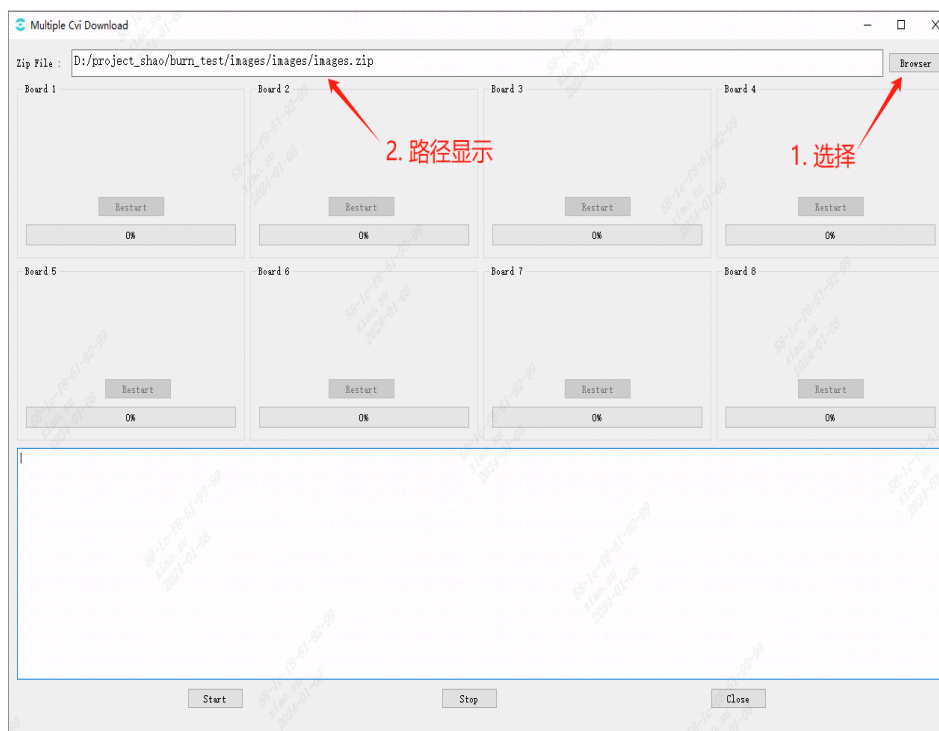 Multiple Cvi Download
Zip File :
D:/project_shao/burn_test/images/images/images.zip
Browser
Board 1
Board 2
Board 3
Board 4
2. 路径显示
1. 选择
Restart
Restart
Restart
Restart
0%
0%
0%
0%
Board 5
Board 6
Board 7
Board 8
Restart
Restart
Restart
Restart
0%
0%
0%
0%
Start
Stop
Close